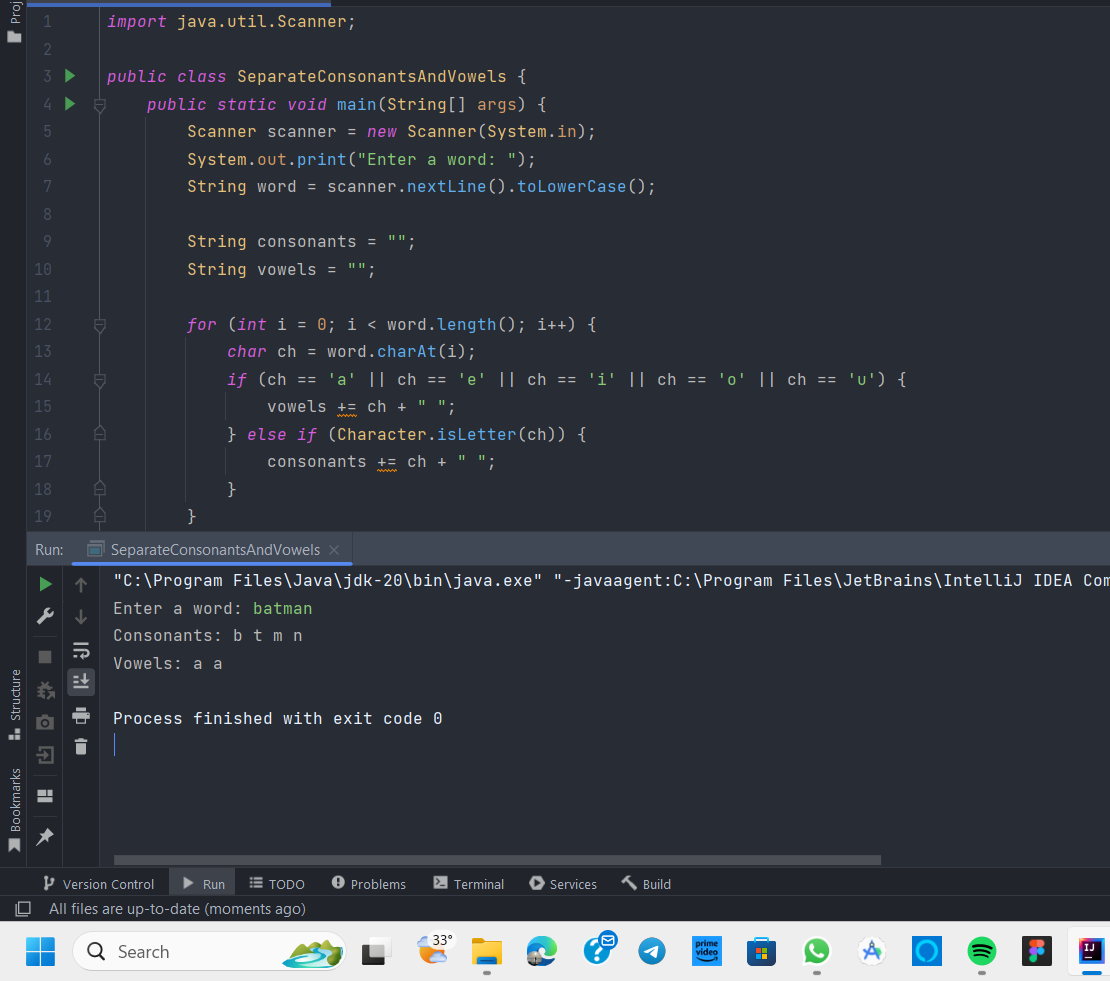 Proj
1 import java.util.Scanner;
2
3 public class SeparateConsonantsAndVowels {
4 public static void main(String[] args) {
5 Scanner scanner = new Scanner(System.in);
6 System.out.print("Enter a word: ");
7 String word = scanner.nextLine().toLowerCase();
8
9 String consonants = "";
10 String vowels = "";
11
12 for (int i = 0; i < word.length(); i++) {
13 char ch = word.charAt(i);
14 if (ch == 'a' || ch == 'e' || ch == 'i' || ch == 'o' || ch == 'u') {
15 vowels += ch + " ";
16 } else if (Character.isLetter(ch)) {
17 consonants += ch + " ";
18 }
19 }
Run: SeparateConsonantsAndVowels
"C:\Program Files\Java\jdk-20\bin\java.exe" "-javaagent:C:\Program Files\JetBrains\IntelliJ IDEA Com
Enter a word: batman
Consonants: b t m n
Vowels: a a
Process finished with exit code 0
Structure
Bookmarks
Version Control Run TODO Problems Terminal Services Build
All files are up-to-date (moments ago)
Search 33° prime video IJ